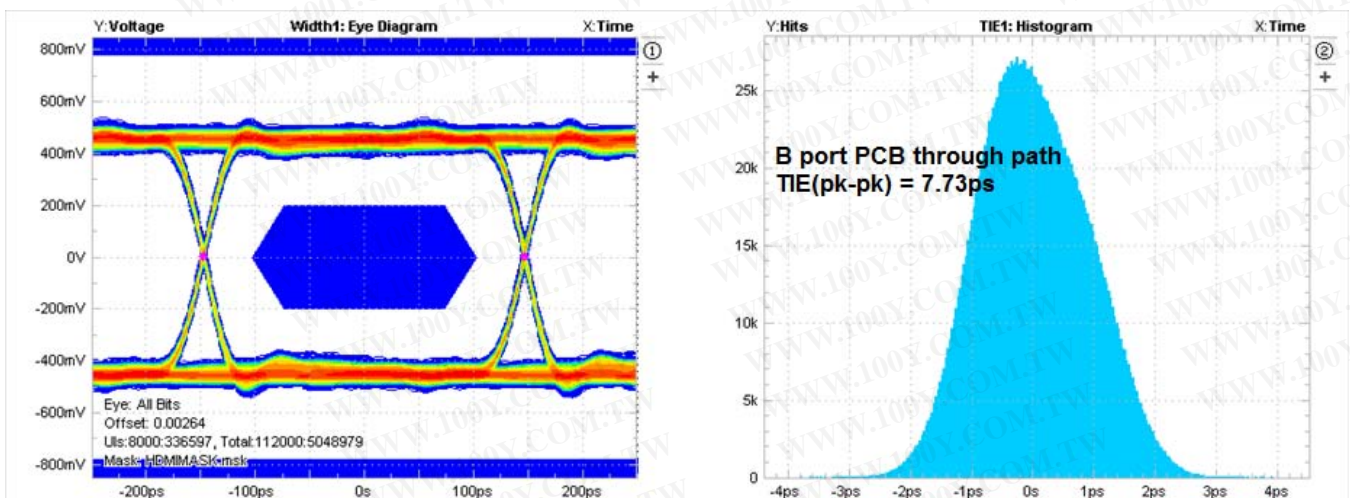 Y:Voltage Width1: Eye Diagram X:Time
800mV
600mV
400mV
200mV
0V
-200mV
-400mV
-600mV
-800mV
Eye: All Bits
Offset: 0.00264
UIs:8000:336597, Total:112000:5048979
Mask: HDMIMASK.msk
-200ps -100ps 0ps 100ps 200ps
1
+
Y:Hits TIE1: Histogram X:Time
25k
20k
15k
10k
5k
0
B port PCB through path
TIE(pk-pk) = 7.73ps
-4ps -3ps -2ps -1ps 0s 1ps 2ps 3ps 4ps
2
+
WWW.100Y.COM.TW